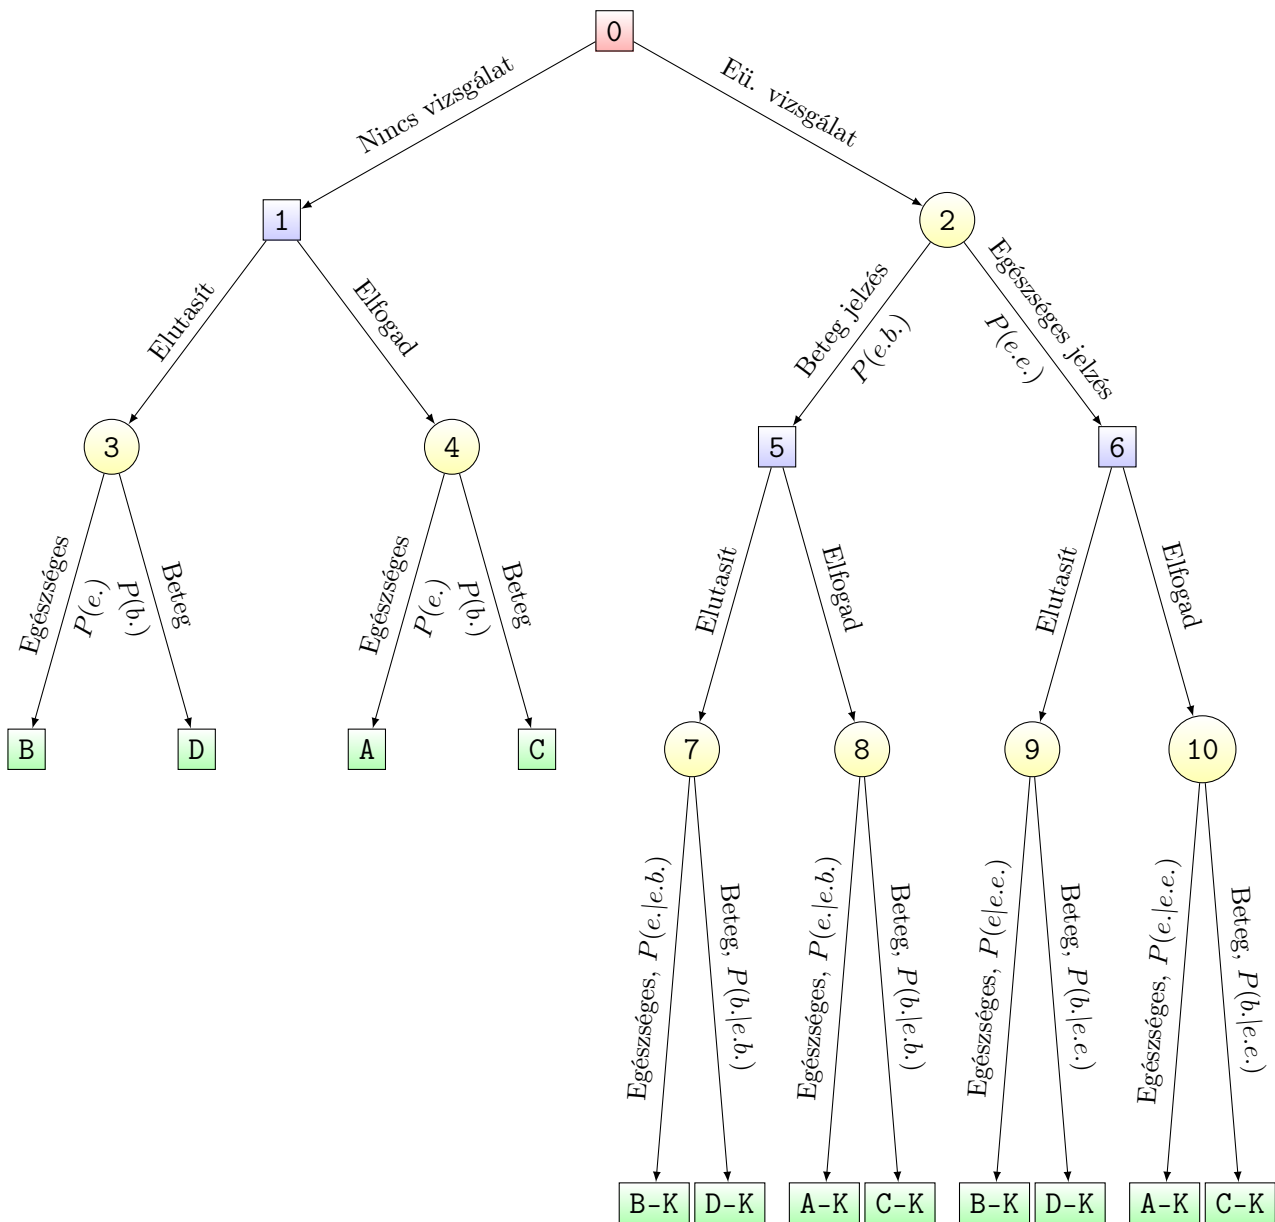 0
Nincs vizsgálat
Eü. vizsgálat
1
2
Elutasít
Elfogad
Beteg jelzés
P(e.b.)
Egészséges jelzés
P(e.e.)
3
4
5
6
Egészséges
P(e.)
Beteg
P(b.)
Egészséges
P(e.)
Beteg
P(b.)
Elutasít
Elfogad
Elutasít
Elfogad
B
D
A
C
7
8
9
10
Egészséges, P(e.|e.b.)
Beteg, P(b.|e.b.)
Egészséges, P(e.|e.b.)
Beteg, P(b.|e.b.)
Egészséges, P(e|e.e.)
Beteg, P(b.|e.e.)
Egészséges, P(e.|e.e.)
Beteg, P(b.|e.e.)
B-K
D-K
A-K
C-K
B-K
D-K
A-K
C-K